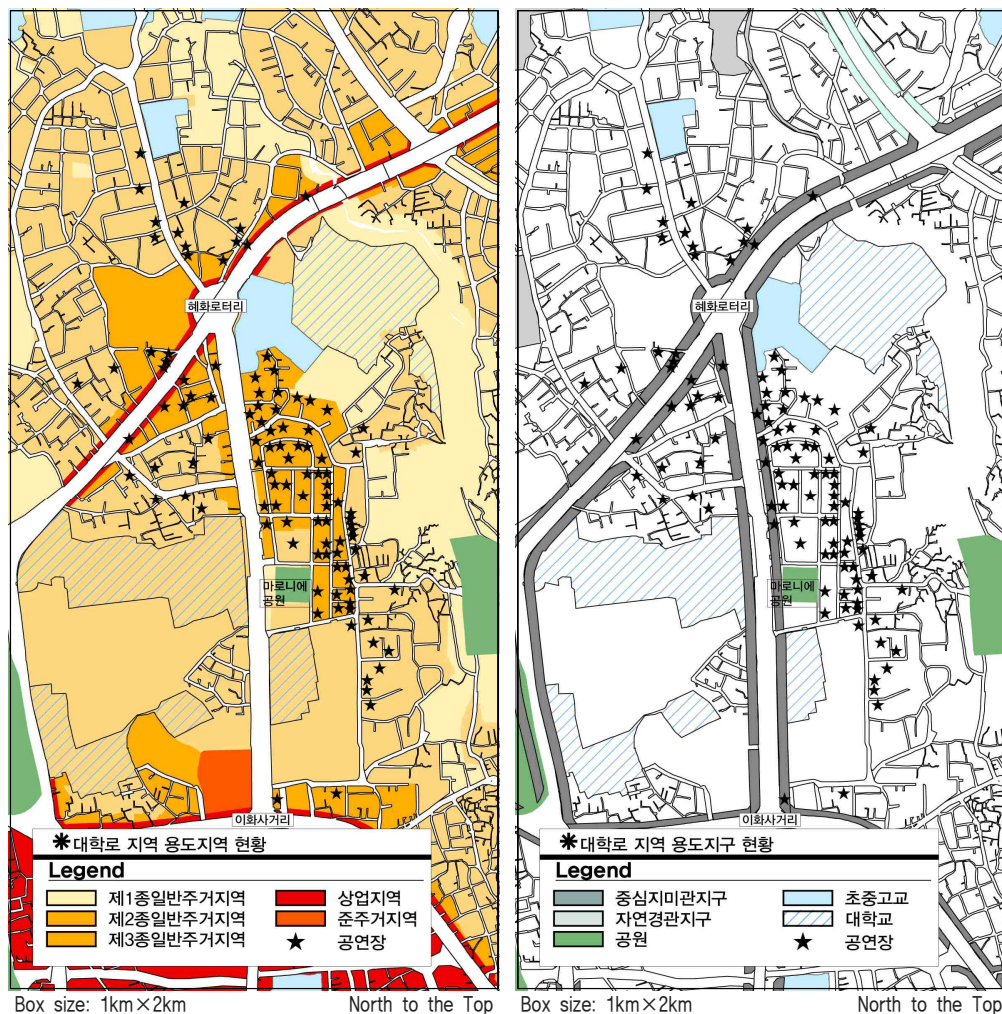 혜화로터리
마로니에
공원
이화사거리
✱대학로 지역 용도지역 현황
Legend
제1종일반주거지역
제2종일반주거지역
제3종일반주거지역
상업지역
준주거지역
★ 공연장
Box size: 1km×2km
North to the Top
혜화로터리
마로니에
공원
이화사거리
✱대학로 지역 용도지구 현황
Legend
중심지미관지구
자연경관지구
공원
초중고교
대학교
★ 공연장
Box size: 1km×2km
North to the Top